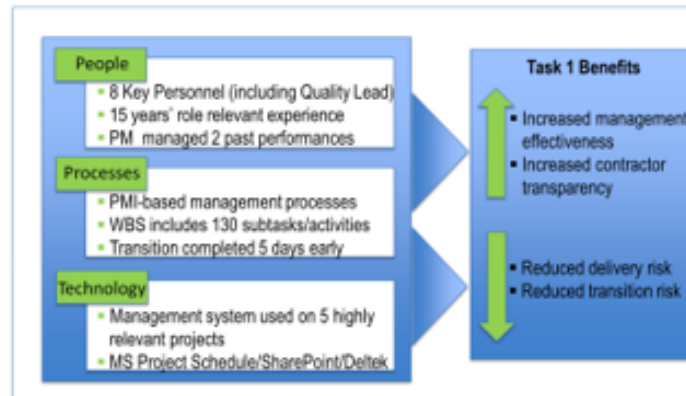 People
▪ 8 Key Personnel (including Quality Lead)
▪ 15 years' role relevant experience
▪ PM managed 2 past performances
Processes
▪ PMI-based management processes
▪ WBS includes 130 subtasks/activities
▪ Transition completed 5 days early
Technology
▪ Management system used on 5 highly
relevant projects
▪ MS Project Schedule/SharePoint/Deltek
Task 1 Benefits
▪ Increased management
effectiveness
▪ Increased contractor
transparency
▪ Reduced delivery risk
▪ Reduced transition risk